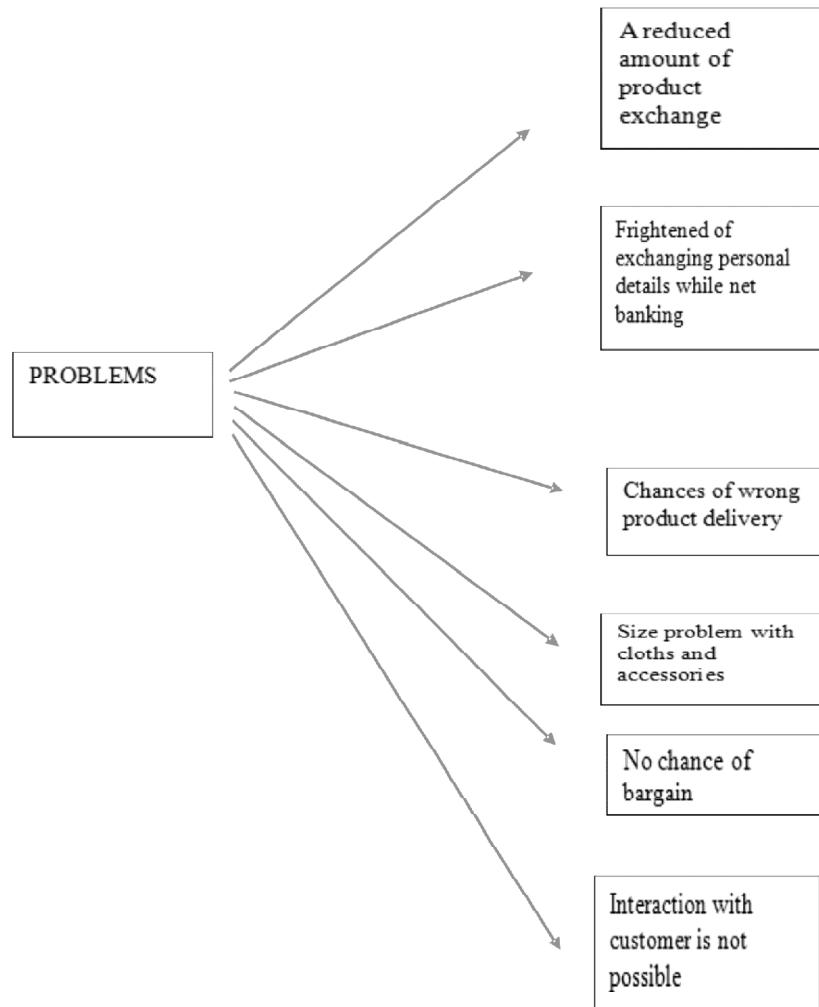 A reduced
amount of
product
exchange
Frightened of
exchanging personal
details while net
banking
PROBLEMS
Chances of wrong
product delivery
Size problem with
cloths and
accessories
No chance of
bargain
Interaction with
customer is not
possible